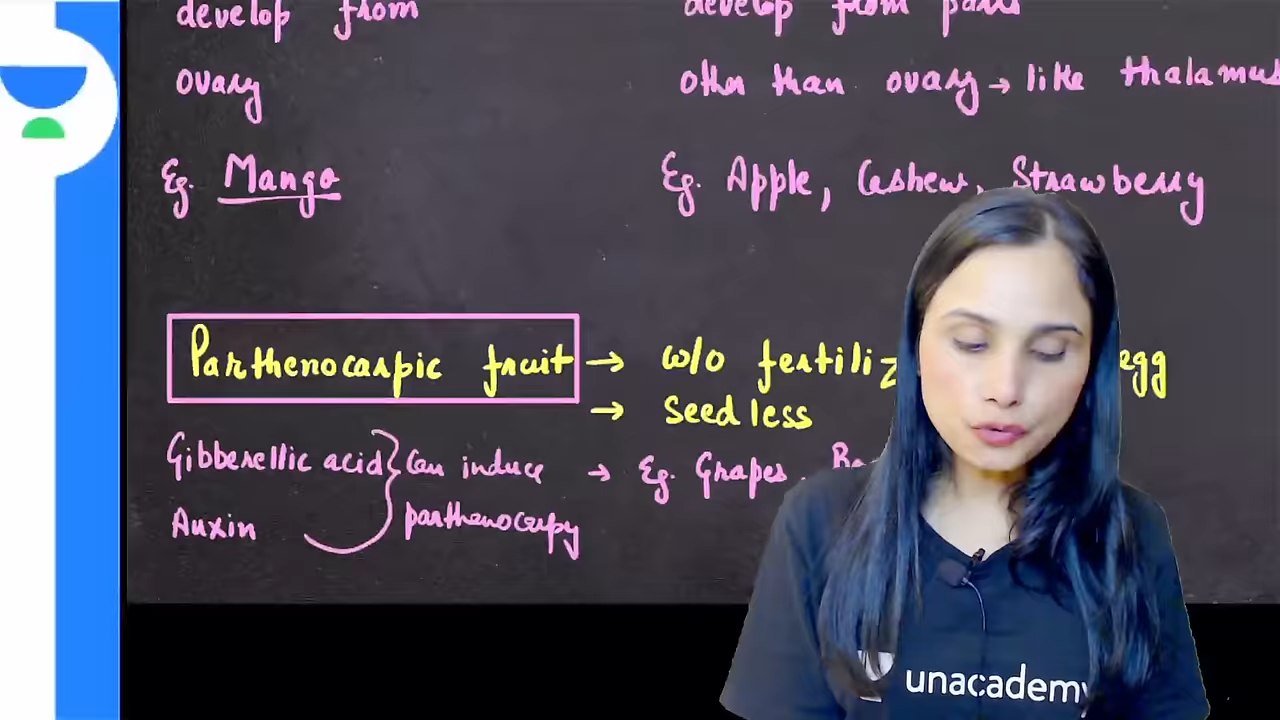 develop from
develop from parts
ovary
other than ovary → like thalamus
Eg. Mango
Eg. Apple, Cashew, Strawberry
Parthenocarpic fruit → w/o egg
→ Seedless
Gibberellic acid } Can induce → Eg. Grapes,
Auxin parthenocarpy
unacademy